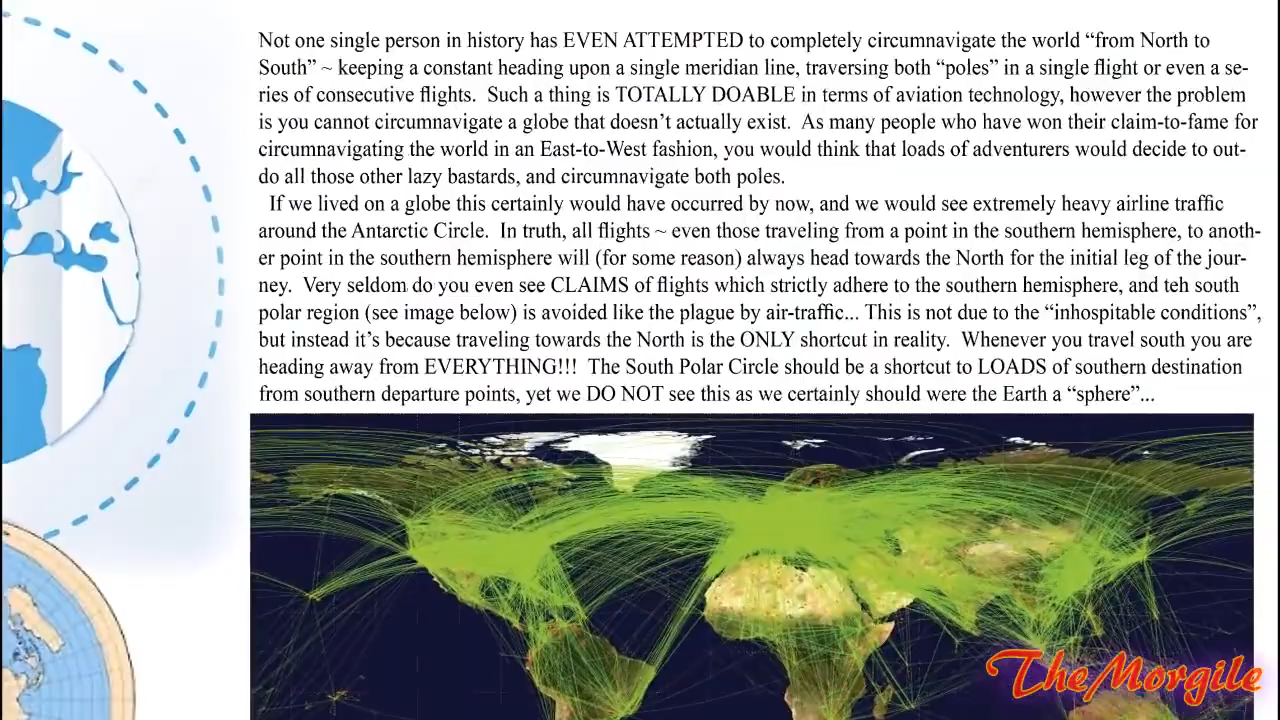 Not one single person in history has EVEN ATTEMPTED to completely circumnavigate the world “from North to
South” ~ keeping a constant heading upon a single meridian line, traversing both “poles” in a single flight or even a se-
ries of consecutive flights.  Such a thing is TOTALLY DOABLE in terms of aviation technology, however the problem
is you cannot circumnavigate a globe that doesn’t actually exist.  As many people who have won their claim-to-fame for
circumnavigating the world in an East-to-West fashion, you would think that loads of adventurers would decide to out-
do all those other lazy bastards, and circumnavigate both poles.
If we lived on a globe this certainly would have occurred by now, and we would see extremely heavy airline traffic
around the Antarctic Circle.  In truth, all flights ~ even those traveling from a point in the southern hemisphere, to anoth-
er point in the southern hemisphere will (for some reason) always head towards the North for the initial leg of the jour-
ney.  Very seldom do you even see CLAIMS of flights which strictly adhere to the southern hemisphere, and teh south
polar region (see image below) is avoided like the plague by air-traffic... This is not due to the “inhospitable conditions”,
but instead it’s because traveling towards the North is the ONLY shortcut in reality.  Whenever you travel south you are
heading away from EVERYTHING!!!  The South Polar Circle should be a shortcut to LOADS of southern destination
from southern departure points, yet we DO NOT see this as we certainly should were the Earth a “sphere”...
TheMorgile